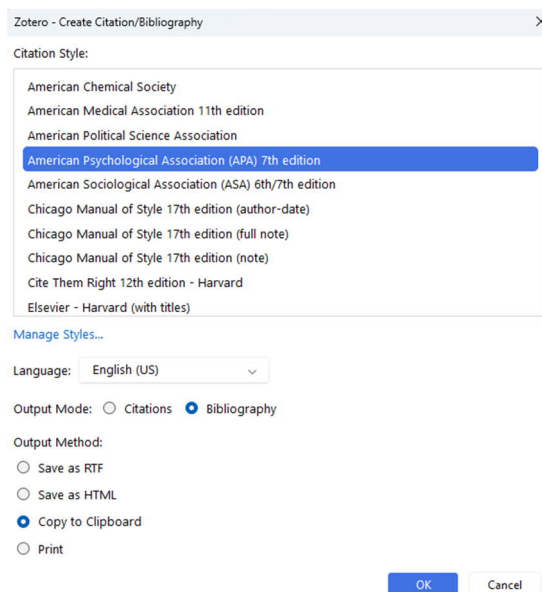 Zotero - Create Citation/Bibliography
Citation Style:
American Chemical Society
American Medical Association 11th edition
American Political Science Association
American Psychological Association (APA) 7th edition
American Sociological Association (ASA) 6th/7th edition
Chicago Manual of Style 17th edition (author-date)
Chicago Manual of Style 17th edition (full note)
Chicago Manual of Style 17th edition (note)
Cite Them Right 12th edition - Harvard
Elsevier - Harvard (with titles)
Manage Styles...
Language: English (US)
Output Mode: Citations Bibliography
Output Method:
Save as RTF
Save as HTML
Copy to Clipboard
Print
OK Cancel